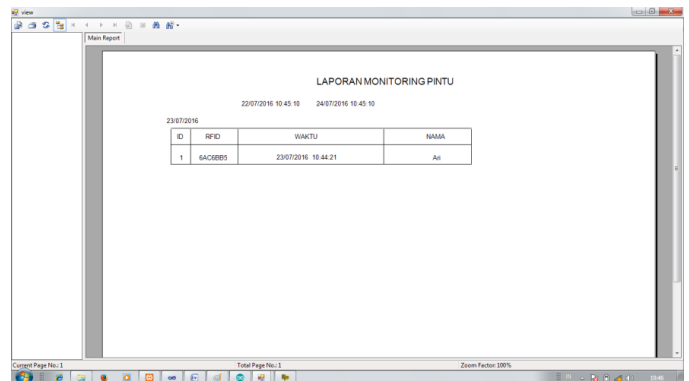 view
Main Report
LAPORAN MONITORING PINTU
22/07/2016 10:45:10 24/07/2016 10:45:10
23/07/2016
ID RFID WAKTU NAMA
1 6AC6BB5 23/07/2016 10:44:21 Ari
Current Page No.: 1 Total Page No.: 1 Zoom Factor: 100%
10:46